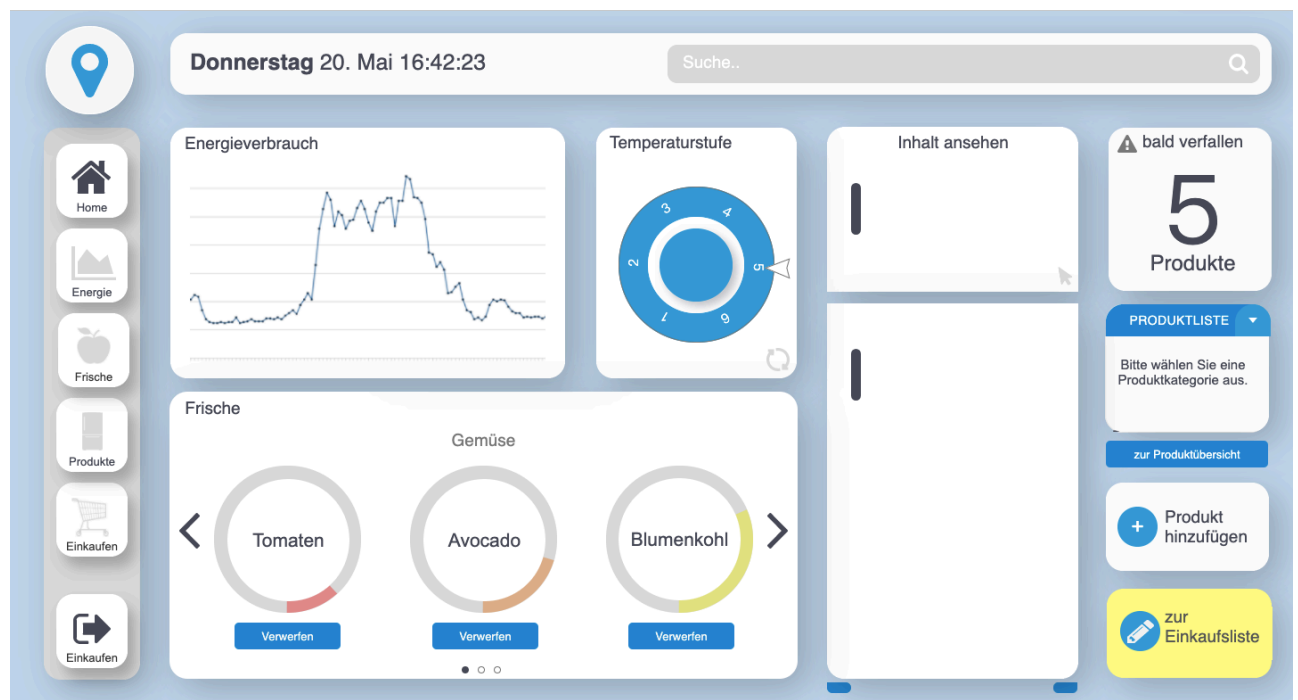 Donnerstag 20. Mai 16:42:23
Suche..
Home
Energie
Frische
Produkte
Einkaufen
Einkaufen
Energieverbrauch
Temperaturstufe
1
2
3
4
5
6
Inhalt ansehen
bald verfallen
5
Produkte
PRODUKTLISTE
Bitte wählen Sie eine
Produktkategorie aus.
zur Produktübersicht
Produkt
hinzufügen
zur
Einkaufsliste
Frische
Gemüse
Tomaten
Avocado
Blumenkohl
Verwerfen
Verwerfen
Verwerfen